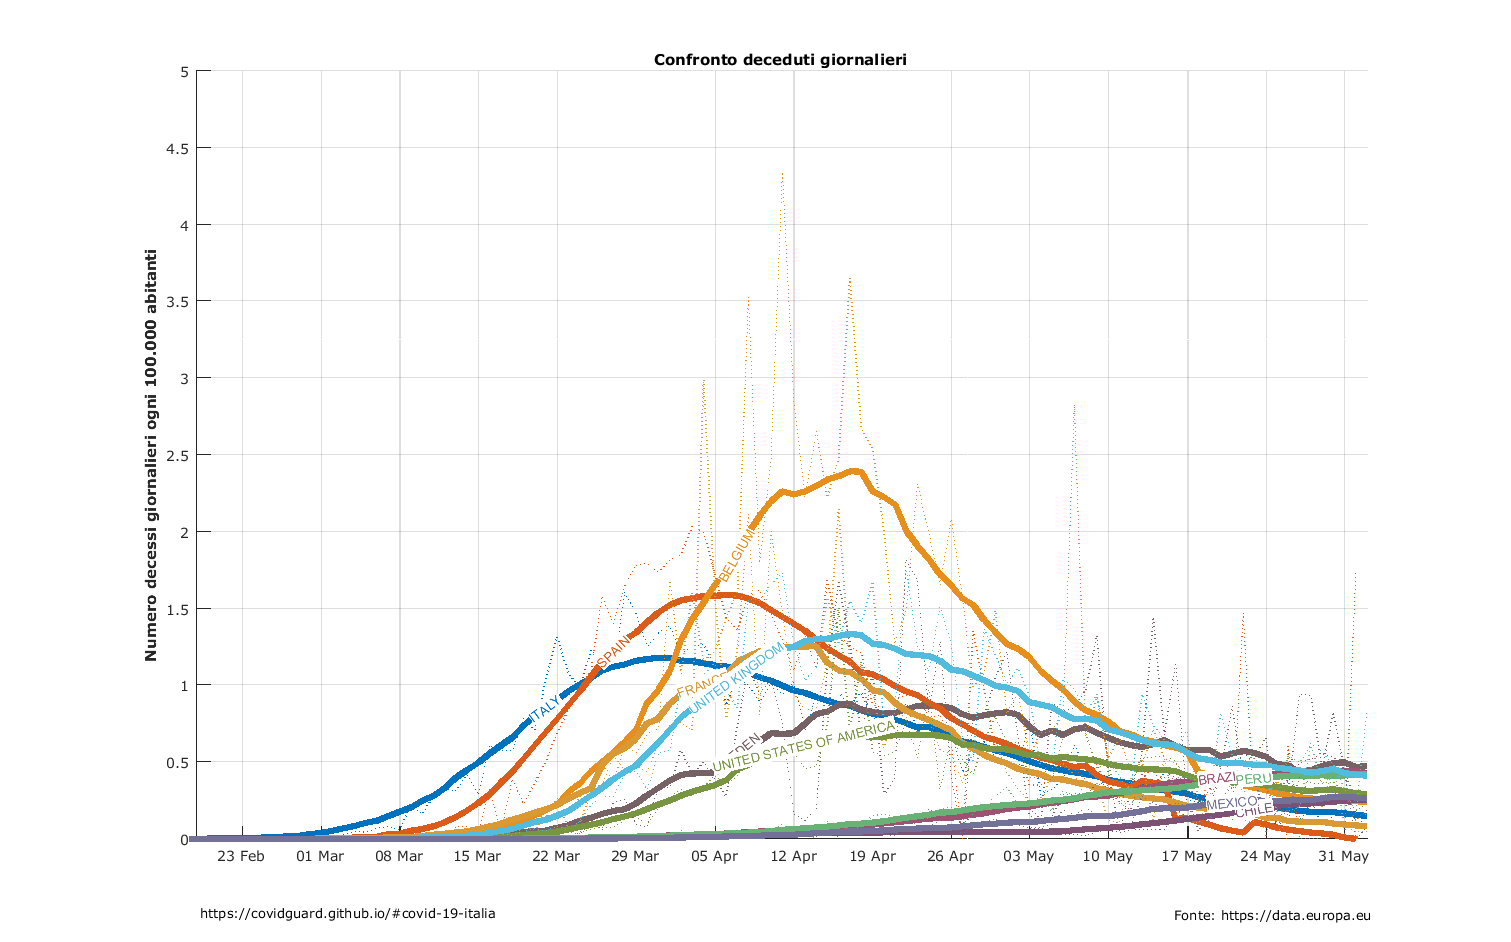 Confronto deceduti giornalieri
Numero decessi giornalieri ogni 100.000 abitanti
5
4.5
4
3.5
3
2.5
2
1.5
1
0.5
0
BELGIUM
SPAIN
ITALY
UNITED KINGDOM
UNITED STATES OF AMERICA
PERU
MEXICO
CHILE
23 Feb
01 Mar
08 Mar
15 Mar
22 Mar
29 Mar
05 Apr
12 Apr
19 Apr
26 Apr
03 May
10 May
17 May
24 May
31 May
https://covidguard.github.io/#covid-19-italia
Fonte: https://data.europa.eu